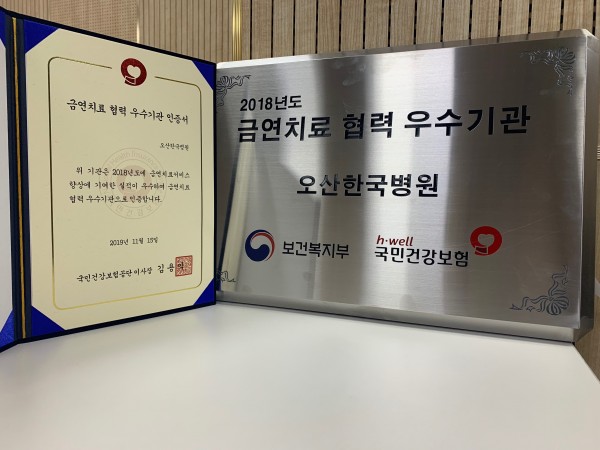 금연치료 협력 우수기관 인증서
오산한국병원
위 기관은 2018년도에 금연치료서비스
향상에 기여한 실적이 우수하여 금연치료
협력 우수기관으로 인증합니다.
2019년 11월 15일
국민건강보험공단 이사장 김용익
2018년도
금연치료 협력 우수기관
오산한국병원
보건복지부
h·well
국민건강보험